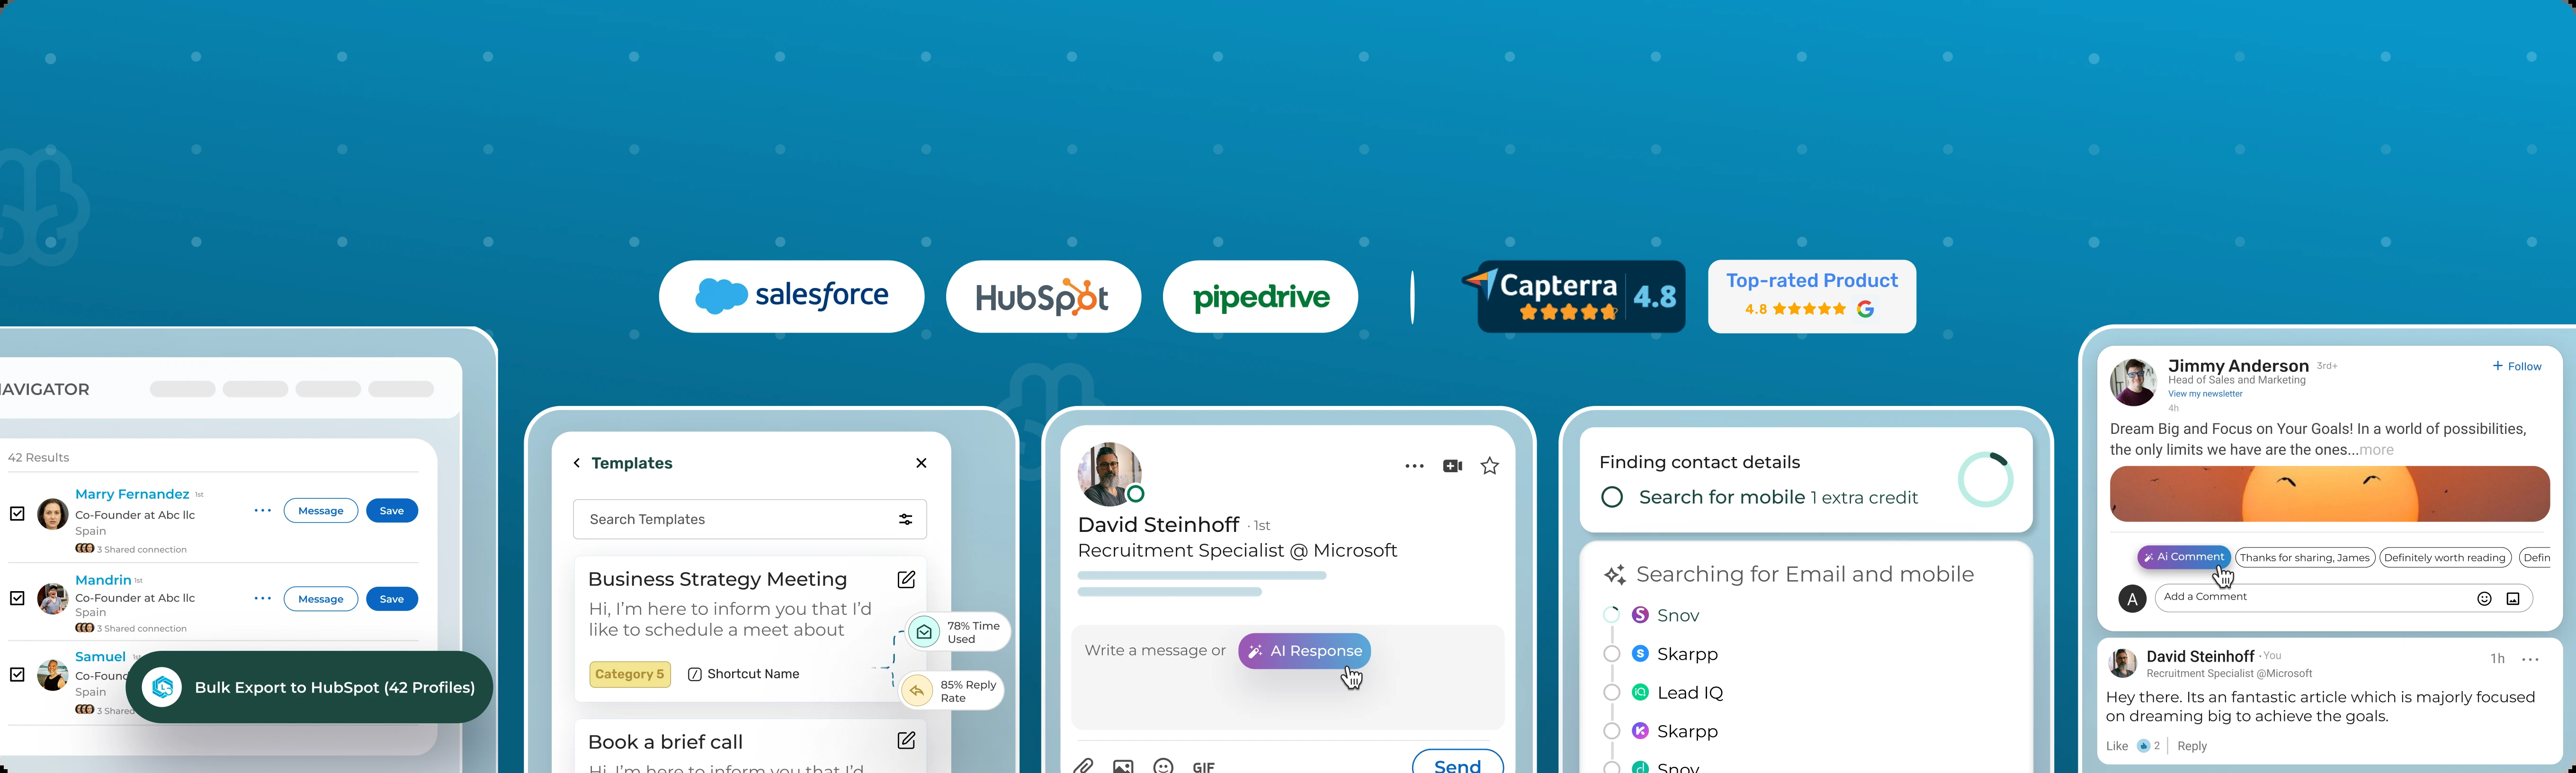 salesforce
HubSpot
pipedrive
Capterra
4.8
Top-rated Product
4.8
NAVIGATOR
42 Results
Marry Fernandez 1st
Co-Founder at Abc llc
Spain
3 Shared connection
Message
Save
Mandrin 1st
Co-Founder at Abc llc
Spain
3 Shared connection
Message
Save
Samuel 1st
Co-Found
Spain
3 Shared
Bulk Export to HubSpot (42 Profiles)
Templates
Search Templates
Business Strategy Meeting
Hi, I'm here to inform you that I'd
like to schedule a meet about
Category 5
Shortcut Name
78% Time
Used
85% Reply
Rate
Book a brief call
Hi, I'm here to inform you that I'd
David Steinhoff · 1st
Recruitment Specialist @ Microsoft
Write a message or
AI Response
GIF
Send
Finding contact details
Search for mobile 1 extra credit
Searching for Email and mobile
Snov
Skarpp
Lead IQ
Skarpp
Snov
Jimmy Anderson 3rd+
Head of Sales and Marketing
View my newsletter
4h
+ Follow
Dream Big and Focus on Your Goals! In a world of possibilities,
the only limits we have are the ones...more
Ai Comment
Thanks for sharing, James
Definitely worth reading
Defin
A
Add a Comment
David Steinhoff · You
Recruitment Specialist @Microsoft
1h
Hey there. Its an fantastic article which is majorly focused
on dreaming big to achieve the goals.
Like
2
Reply